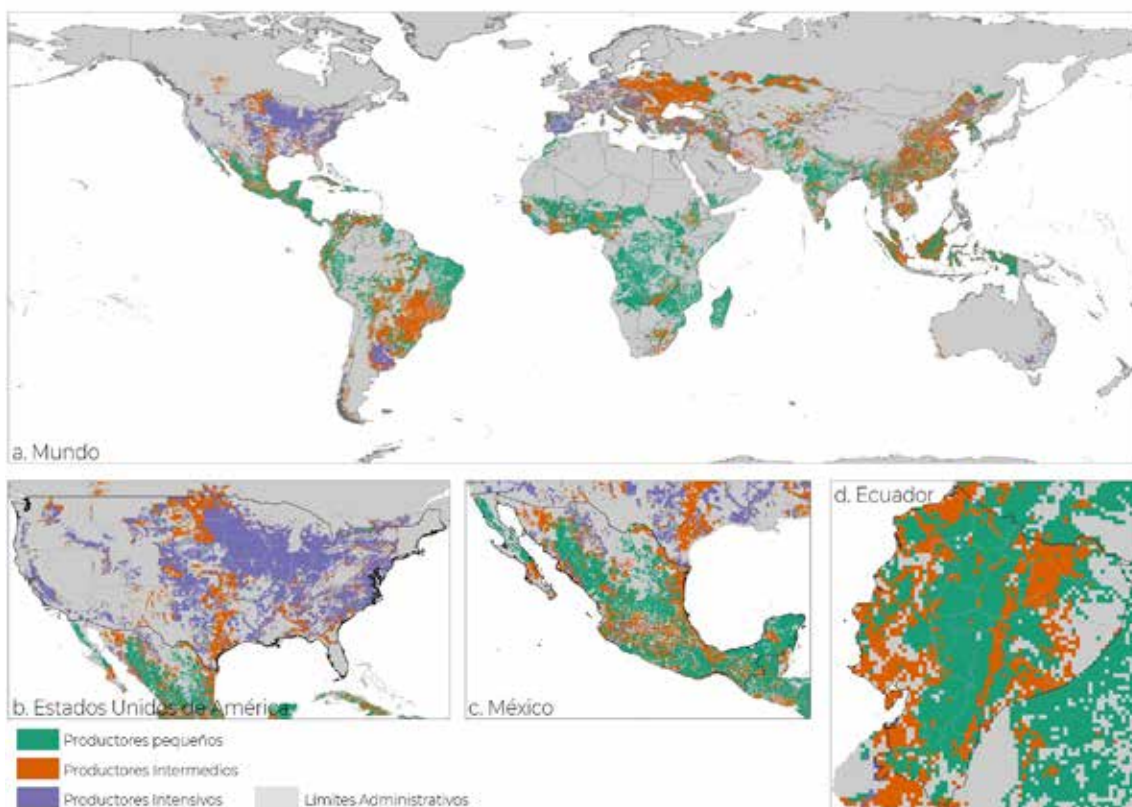 a. Mundo
b. Estados Unidos de América
c. México
d. Ecuador
Productores pequeños
Productores Intermedios
Productores Intensivos
Límites Administrativos